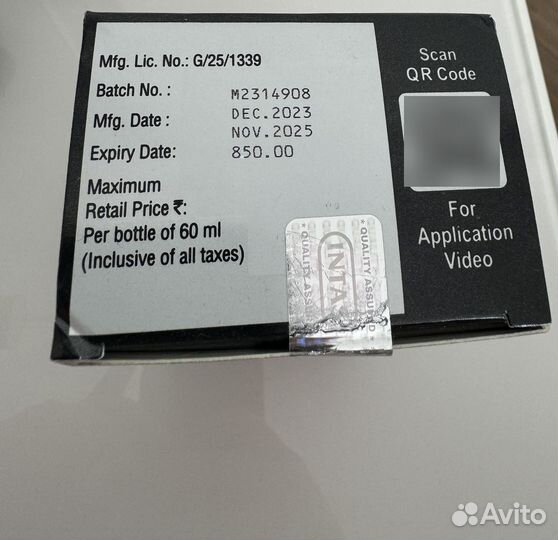 Mfg. Lic. No.: G/25/1339
Batch No. : M2314908
Mfg. Date : DEC.2023
Expiry Date: NOV.2025
850.00
Maximum
Retail Price ₹:
Per bottle of 60 ml
(Inclusive of all taxes)
Scan
QR Code
For
Application
Video
QUALITY ASSURED
INTAS
QUALITY ASSURED
Avito